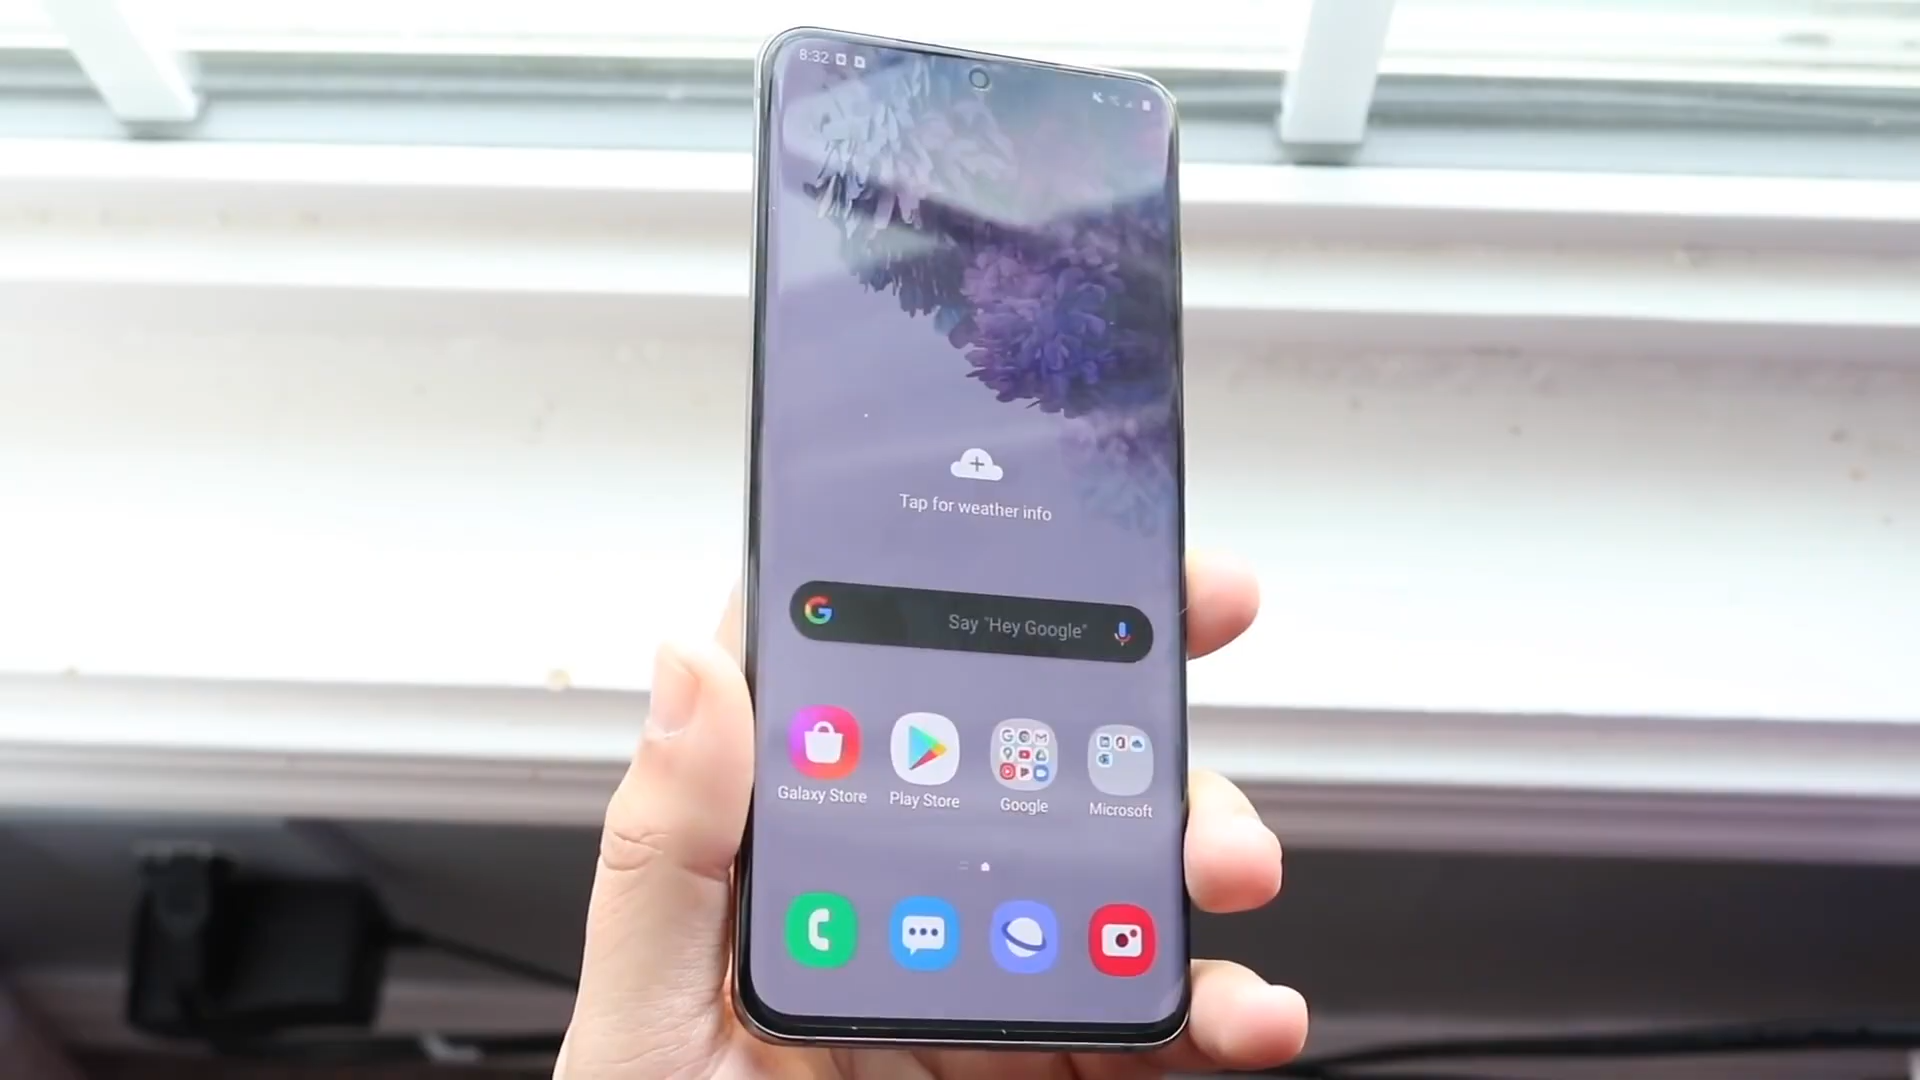 8:32
Tap for weather info
Say "Hey Google"
Galaxy Store
Play Store
Google
Microsoft